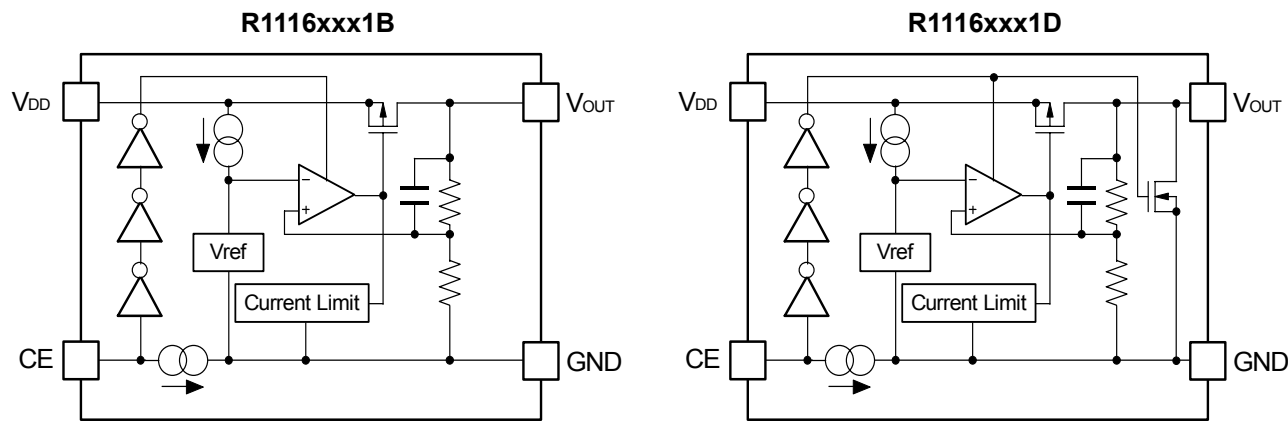 R1116xxx1B
VDD
VOUT
−
+
Vref
Current Limit
CE
GND
R1116xxx1D
VDD
VOUT
−
+
Vref
Current Limit
CE
GND